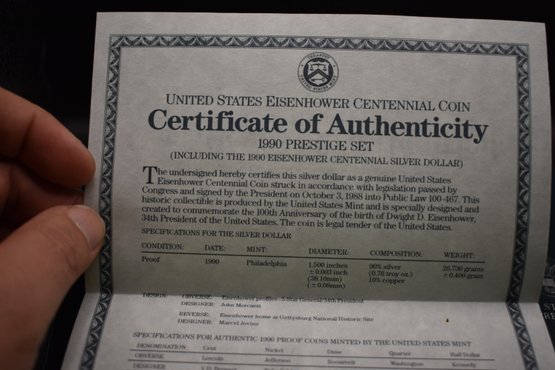 UNITED STATES EISENHOWER CENTENNIAL COIN
Certificate of Authenticity
1990 PRESTIGE SET
(INCLUDING THE 1990 EISENHOWER CENTENNIAL SILVER DOLLAR)
The undersigned hereby certifies this silver dollar as a genuine United States
Eisenhower Centennial Coin struck in accordance with legislation passed by
Congress and signed by the President on October 3, 1988 into Public Law 100-467. This
historic collectible is produced by the United States Mint and is specially designed and
created to commemorate the 100th Anniversary of the birth of Dwight D. Eisenhower,
34th President of the United States. The coin is legal tender of the United States.
SPECIFICATIONS FOR THE SILVER DOLLAR
CONDITION: DATE: MINT: DIAMETER: COMPOSITION: WEIGHT:
Proof 1990 Philadelphia 1.500 inches 90% silver 26.730 grams
± 0.003 inch (0.76 troy oz.) ± 0.400 gram
(38.10mm) 10% copper
(± 0.08mm)
DESIGN OBVERSE: Eisenhower profiles - 5 Star General/34th President
DESIGNER: John Mercanti
REVERSE: Eisenhower home at Gettysburg National Historic Site
DESIGNER: Marcel Jovine
SPECIFICATIONS FOR AUTHENTIC 1990 PROOF COINS MINTED BY THE UNITED STATES MINT
DENOMINATION Cent Nickel Dime Quarter Half Dollar
OBVERSE Lincoln Jefferson Roosevelt Washington Kennedy